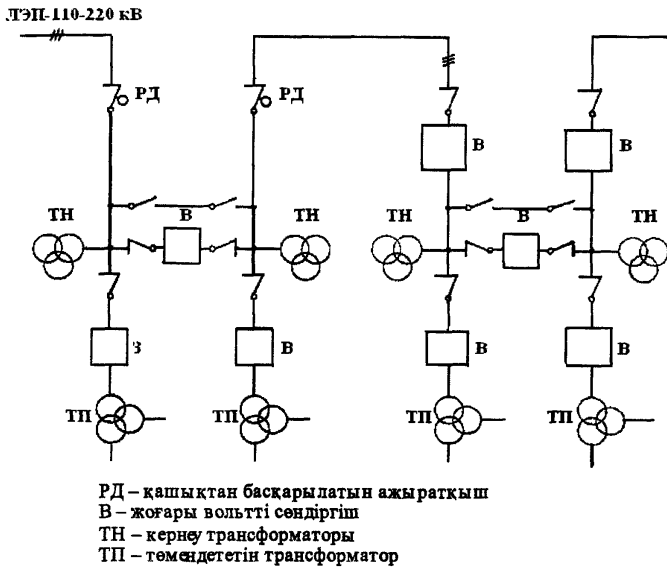 ЛЭП-110-220 кВ
РД
РД
В
В
ТН
В
ТН
ТН
В
ТН
З
В
В
В
ТП
ТП
ТП
ТП
РД – қашықтан басқарылатын ажыратқыш
В – жоғары вольтті сөндіргіш
ТН – кернеу трансформаторы
ТП – төмендететін трансформатор